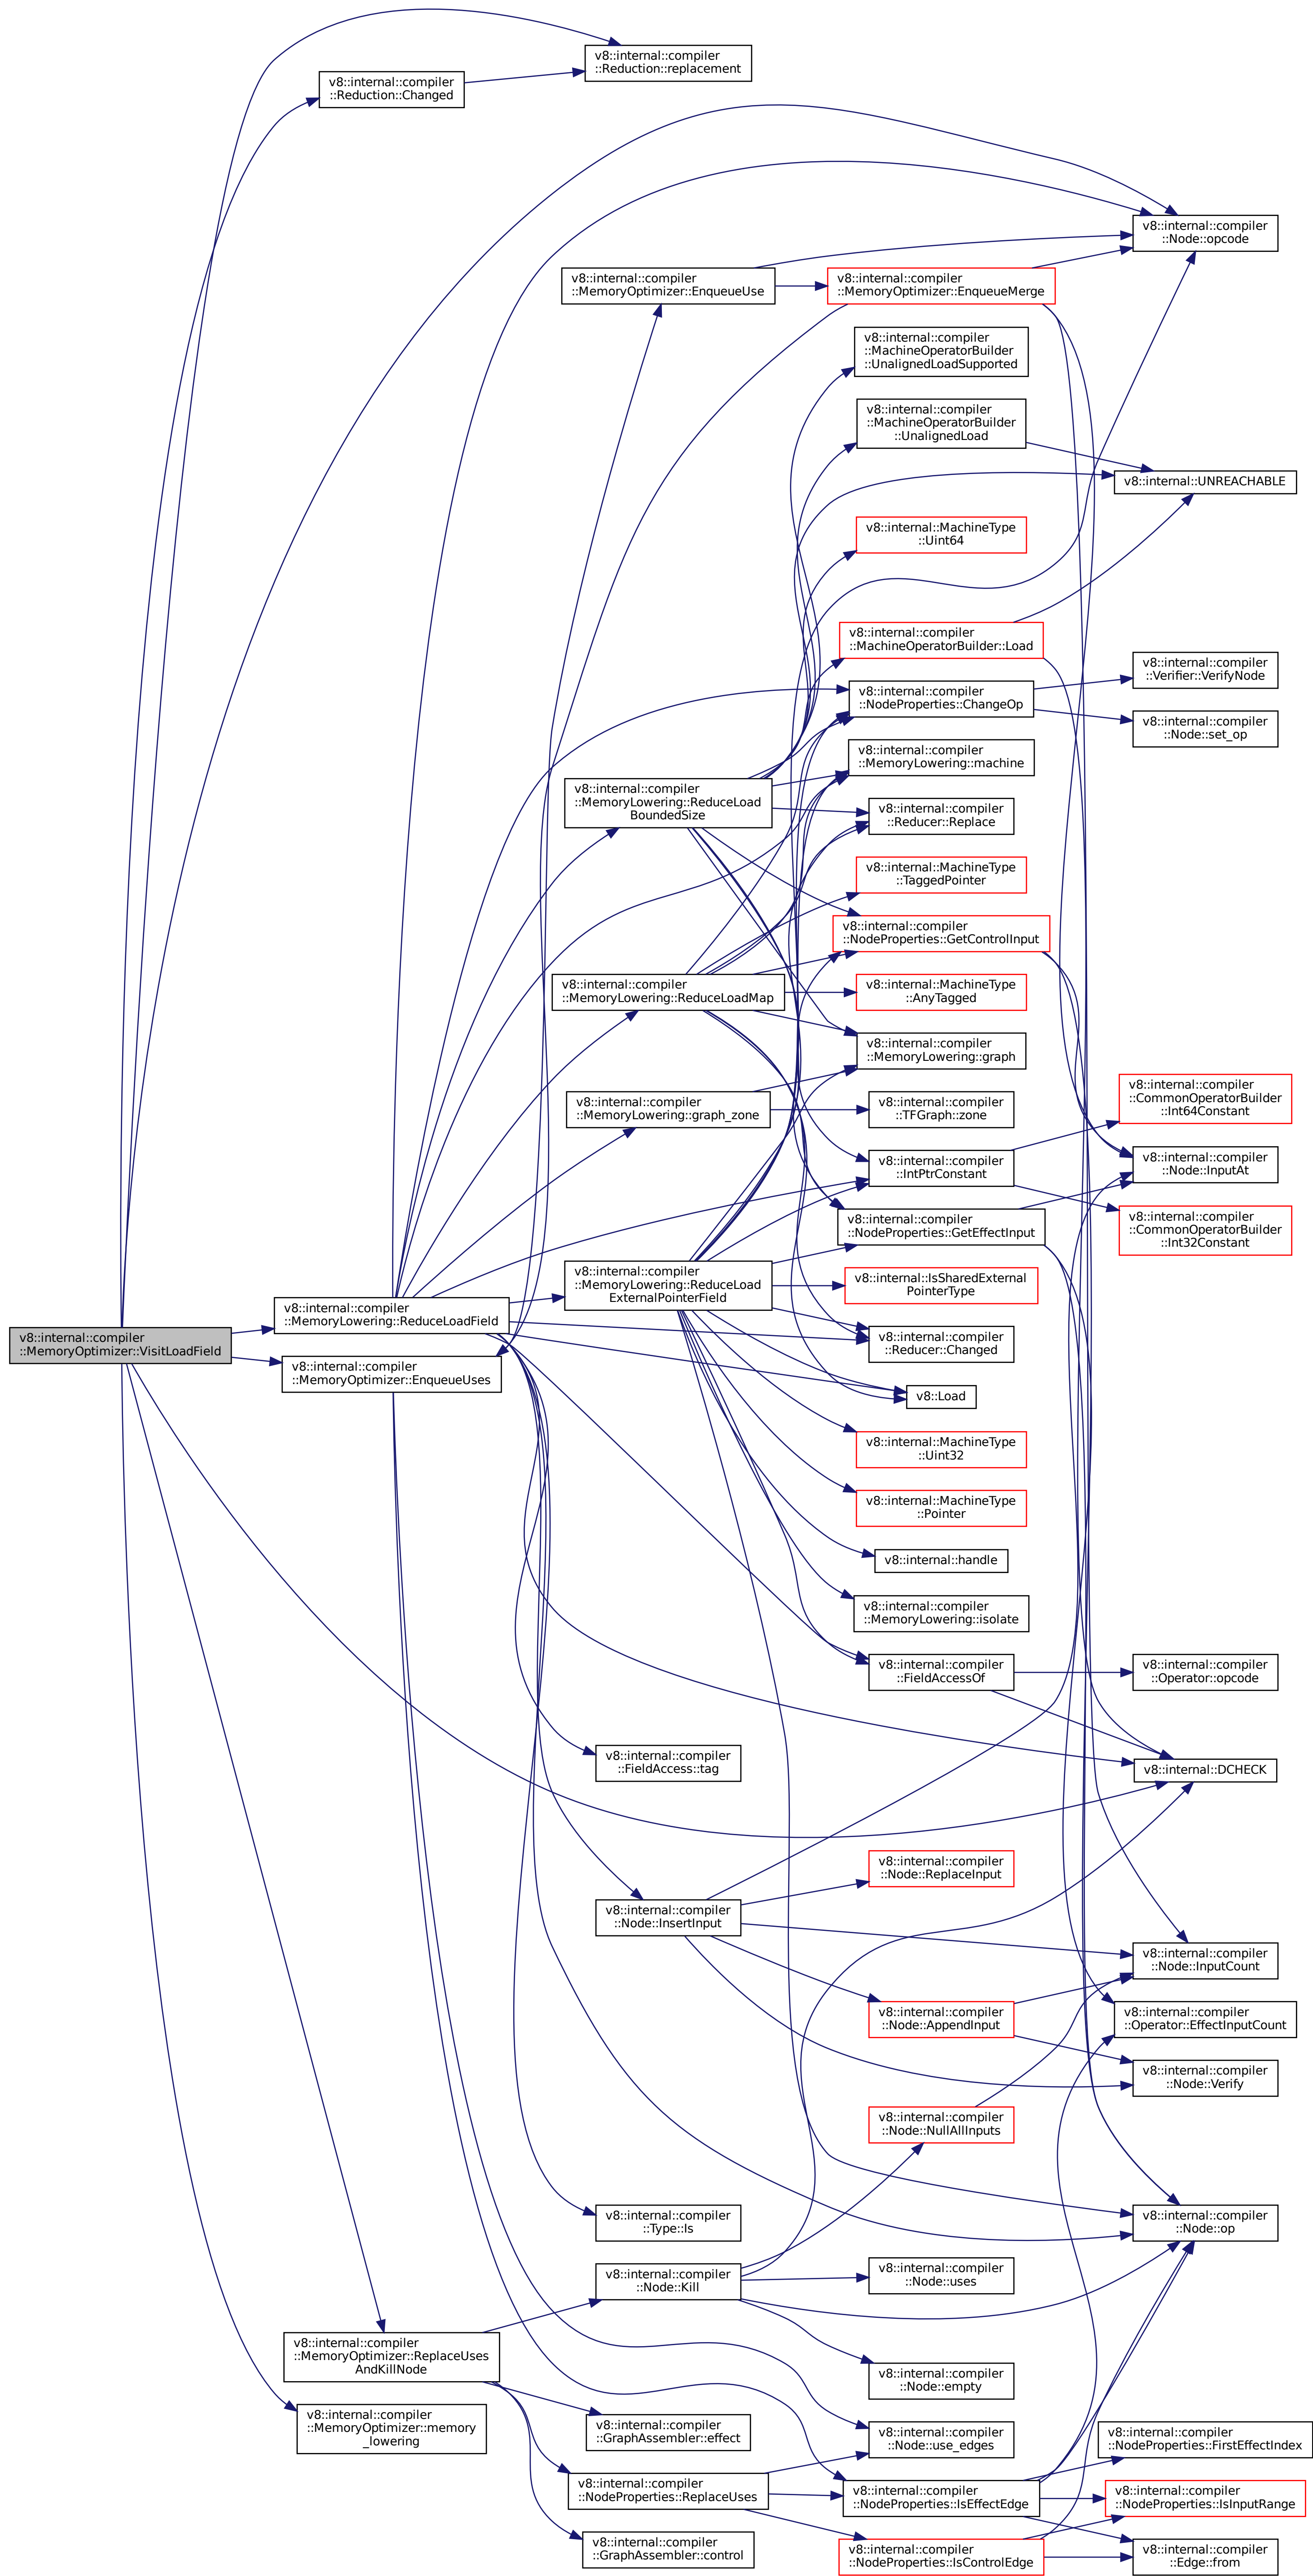 v8::internal::compiler
::Reduction::replacement
v8::internal::compiler
::Reduction::Changed
v8::internal::compiler
::Node::opcode
v8::internal::compiler
::MemoryOptimizer::EnqueueUse
v8::internal::compiler
::MemoryOptimizer::EnqueueMerge
v8::internal::compiler
::MachineOperatorBuilder
::UnalignedLoadSupported
v8::internal::compiler
::MachineOperatorBuilder
::UnalignedLoad
v8::internal::UNREACHABLE
v8::internal::MachineType
::Uint64
v8::internal::compiler
::MachineOperatorBuilder::Load
v8::internal::compiler
::Verifier::VerifyNode
v8::internal::compiler
::NodeProperties::ChangeOp
v8::internal::compiler
::Node::set_op
v8::internal::compiler
::MemoryLowering::machine
v8::internal::compiler
::MemoryLowering::ReduceLoad
BoundedSize
v8::internal::compiler
::Reducer::Replace
v8::internal::MachineType
::TaggedPointer
v8::internal::compiler
::NodeProperties::GetControlInput
v8::internal::compiler
::MemoryLowering::ReduceLoadMap
v8::internal::MachineType
::AnyTagged
v8::internal::compiler
::MemoryLowering::graph
v8::internal::compiler
::MemoryLowering::graph_zone
v8::internal::compiler
::TFGraph::zone
v8::internal::compiler
::CommonOperatorBuilder
::Int64Constant
v8::internal::compiler
::IntPtrConstant
v8::internal::compiler
::Node::InputAt
v8::internal::compiler
::NodeProperties::GetEffectInput
v8::internal::compiler
::CommonOperatorBuilder
::Int32Constant
v8::internal::compiler
::MemoryLowering::ReduceLoad
ExternalPointerField
v8::internal::IsSharedExternal
PointerType
v8::internal::compiler
::MemoryLowering::ReduceLoadField
v8::internal::compiler
::MemoryOptimizer::VisitLoadField
v8::internal::compiler
::Reducer::Changed
v8::internal::compiler
::MemoryOptimizer::EnqueueUses
v8::Load
v8::internal::MachineType
::Uint32
v8::internal::MachineType
::Pointer
v8::internal::handle
v8::internal::compiler
::MemoryLowering::isolate
v8::internal::compiler
::FieldAccessOf
v8::internal::compiler
::Operator::opcode
v8::internal::compiler
::FieldAccess::tag
v8::internal::DCHECK
v8::internal::compiler
::Node::ReplaceInput
v8::internal::compiler
::Node::InsertInput
v8::internal::compiler
::Node::InputCount
v8::internal::compiler
::Node::AppendInput
v8::internal::compiler
::Operator::EffectInputCount
v8::internal::compiler
::Node::Verify
v8::internal::compiler
::Node::NullAllInputs
v8::internal::compiler
::Type::Is
v8::internal::compiler
::Node::op
v8::internal::compiler
::Node::Kill
v8::internal::compiler
::Node::uses
v8::internal::compiler
::MemoryOptimizer::ReplaceUses
AndKillNode
v8::internal::compiler
::Node::empty
v8::internal::compiler
::MemoryOptimizer::memory
_lowering
v8::internal::compiler
::GraphAssembler::effect
v8::internal::compiler
::Node::use_edges
v8::internal::compiler
::NodeProperties::FirstEffectIndex
v8::internal::compiler
::NodeProperties::ReplaceUses
v8::internal::compiler
::NodeProperties::IsEffectEdge
v8::internal::compiler
::NodeProperties::IsInputRange
v8::internal::compiler
::GraphAssembler::control
v8::internal::compiler
::NodeProperties::IsControlEdge
v8::internal::compiler
::Edge::from